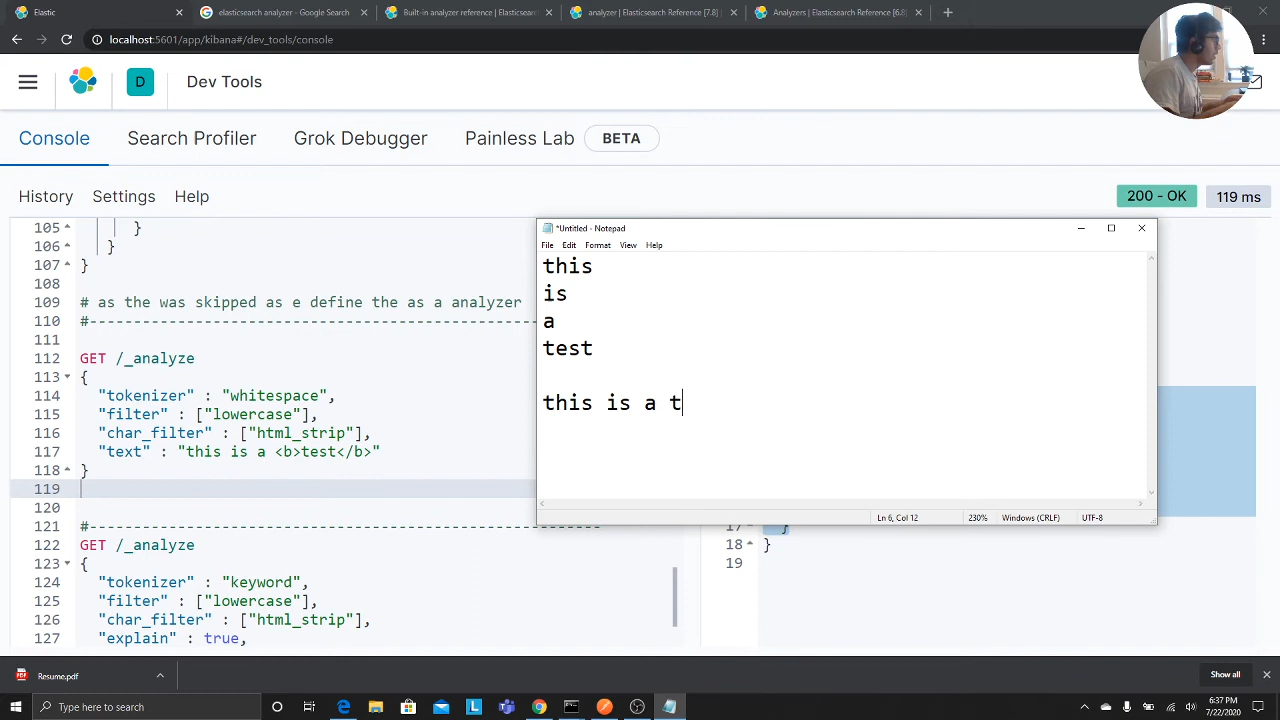 Elastic
elasticsearch analyzer - Google Search
Built-in analyzer reference | Elasticsearch
analyzer | Elasticsearch Reference [7.8]
Analyzers | Elasticsearch Reference [6.8]
localhost:5601/app/kibana#/dev_tools/console
D
Dev Tools
Console
Search Profiler
Grok Debugger
Painless Lab
BETA
History
Settings
Help
200 - OK
119 ms
105 }
106 }
107 }
108
109 # as the was skipped as e define the as a analyzer
110 #--------------------------------------------------
111
112 GET /_analyze
113 {
114 "tokenizer" : "whitespace",
115 "filter" : ["lowercase"],
116 "char_filter" : ["html_strip"],
117 "text" : "this is a <b>test</b>"
118 }
119
120
121 #---------------------------------------------------------
122 GET /_analyze
123 {
124 "tokenizer" : "keyword",
125 "filter" : ["lowercase"],
126 "char_filter" : ["html_strip"],
127 "explain" : true,
*Untitled - Notepad
File Edit Format View Help
this
is
a
test
this is a t
Ln 6, Col 12
230%
Windows (CRLF)
UTF-8
17 }
18 }
19
Resume.pdf
Show all
Type here to search
6:37 PM
7/22/2020